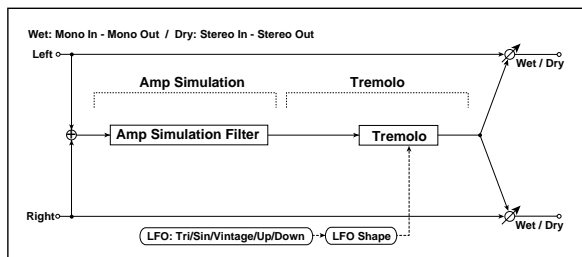 Wet: Mono In - Mono Out / Dry: Stereo In - Stereo Out
Left
Wet / Dry
Amp Simulation
Tremolo
Amp Simulation Filter
Tremolo
Right
Wet / Dry
LFO: Tri/Sin/Vintage/Up/Down
LFO Shape